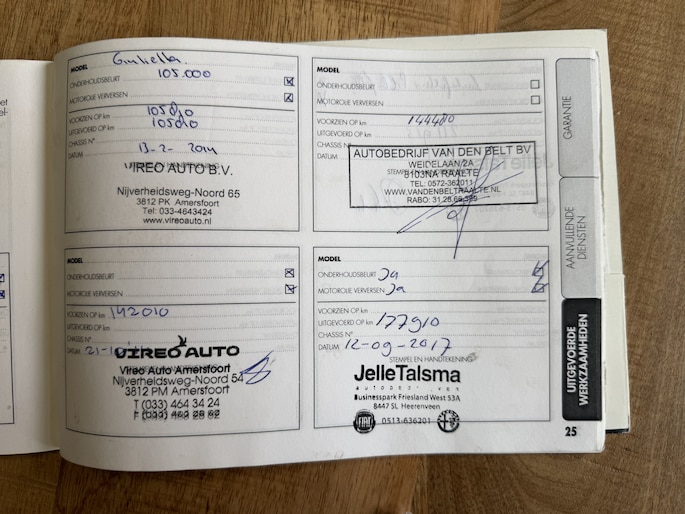 MODEL Giulietta.
105.000
ONDERHOUDSBEURT
MOTOROLIE VERVERSEN
VOORZIEN OP KM 105010
UITGEVOERD OP KM 105010
CHASSIS N°
DATUM 13-2-2014
VIREO AUTO B.V.
Nijverheidsweg-Noord 65
3812 PK Amersfoort
Tel: 033-4643424
www.vireoauto.nl
MODEL
ONDERHOUDSBEURT
MOTOROLIE VERVERSEN
VOORZIEN OP KM 144480
UITGEVOERD OP KM
CHASSIS N°
DATUM
AUTOBEDRIJF VAN DEN BELT BV
WEIDELAAN 2A
8103NA RAALTE
TEL: 0572-362011
WWW.VANDENBELTRAALTE.NL
MODEL
ONDERHOUDSBEURT
MOTOROLIE VERVERSEN
VOORZIEN OP KM 142010
UITGEVOERD OP KM
CHASSIS N°
DATUM
VIREO AUTO
Vireo Auto Amersfoort
Nijverheidsweg-Noord 54
3812 PM Amersfoort
T (033) 464 34 24
MODEL
ONDERHOUDSBEURT Ja
MOTOROLIE VERVERSEN Ja
VOORZIEN OP KM
UITGEVOERD OP KM 177910
CHASSIS N°
DATUM 12-09-2017
STEMPEL EN HANDTEKENING
JelleTalsma
Autobedrijven
Businesspark Friesland West 53A
8447 SL Heerenveen
FIAT 0513-636201
25
GARANTIE
AANVULLENDE
DIENSTEN
UITGEVOERDE
WERKZAAMHEDEN